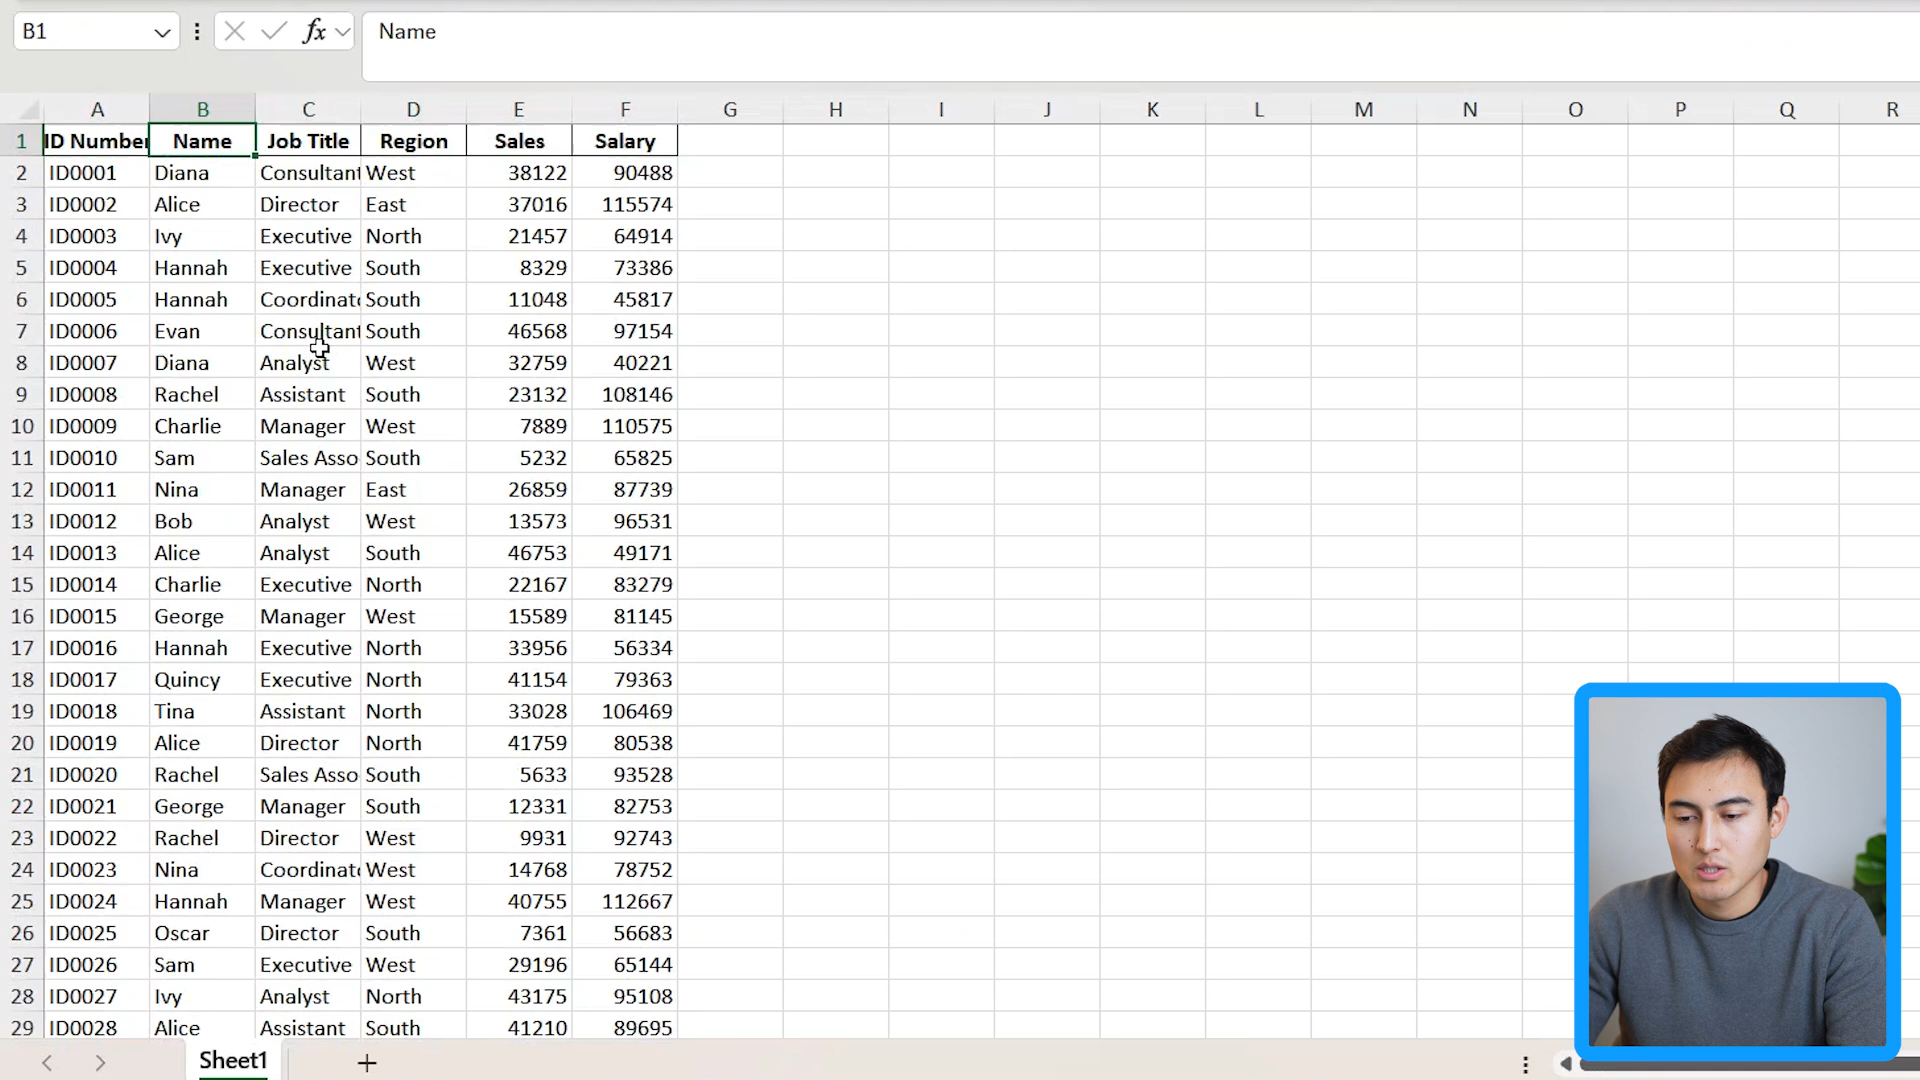 B1 fx Name
A B C D E F G H I J K L M N O P Q R
1 ID Number Name Job Title Region Sales Salary
2 ID0001 Diana Consultant West 38122 90488
3 ID0002 Alice Director East 37016 115574
4 ID0003 Ivy Executive North 21457 64914
5 ID0004 Hannah Executive South 8329 73386
6 ID0005 Hannah Coordinato South 11048 45817
7 ID0006 Evan Consultant South 46568 97154
8 ID0007 Diana Analyst West 32759 40221
9 ID0008 Rachel Assistant South 23132 108146
10 ID0009 Charlie Manager West 7889 110575
11 ID0010 Sam Sales Asso South 5232 65825
12 ID0011 Nina Manager East 26859 87739
13 ID0012 Bob Analyst West 13573 96531
14 ID0013 Alice Analyst South 46753 49171
15 ID0014 Charlie Executive North 22167 83279
16 ID0015 George Manager West 15589 81145
17 ID0016 Hannah Executive North 33956 56334
18 ID0017 Quincy Executive North 41154 79363
19 ID0018 Tina Assistant North 33028 106469
20 ID0019 Alice Director North 41759 80538
21 ID0020 Rachel Sales Asso South 5633 93528
22 ID0021 George Manager South 12331 82753
23 ID0022 Rachel Director West 9931 92743
24 ID0023 Nina Coordinato West 14768 78752
25 ID0024 Hannah Manager West 40755 112667
26 ID0025 Oscar Director South 7361 56683
27 ID0026 Sam Executive West 29196 65144
28 ID0027 Ivy Analyst North 43175 95108
29 ID0028 Alice Assistant South 41210 89695
Sheet1